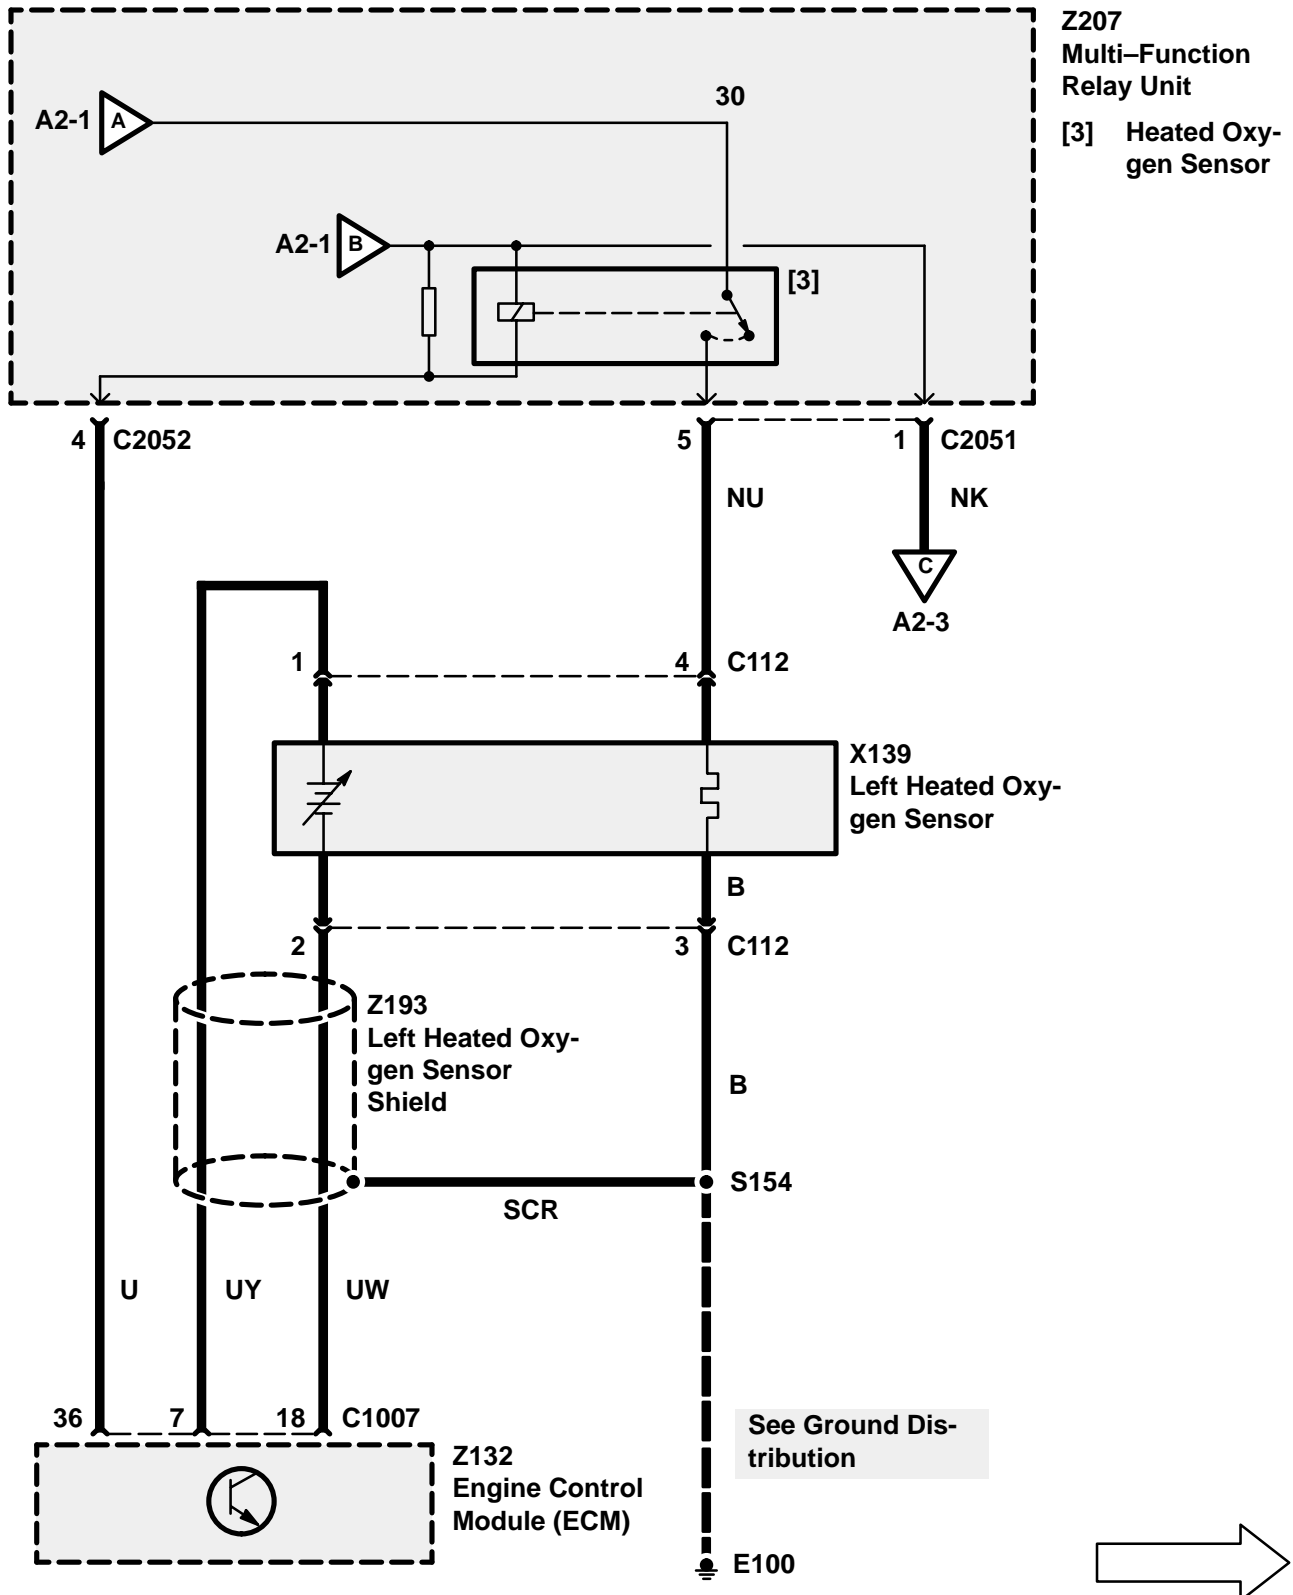 Z207
Multi–Function
Relay Unit
[3] Heated Oxy-
gen Sensor
30
A2-1 A
A2-1 B
[3]
4 C2052
5
1 C2051
NU
NK
C
A2-3
1
4 C112
X139
Left Heated Oxy-
gen Sensor
B
2
3 C112
Z193
Left Heated Oxy-
gen Sensor
Shield
B
S154
SCR
U
UY
UW
36
7
18 C1007
See Ground Dis-
tribution
Z132
Engine Control
Module (ECM)
E100